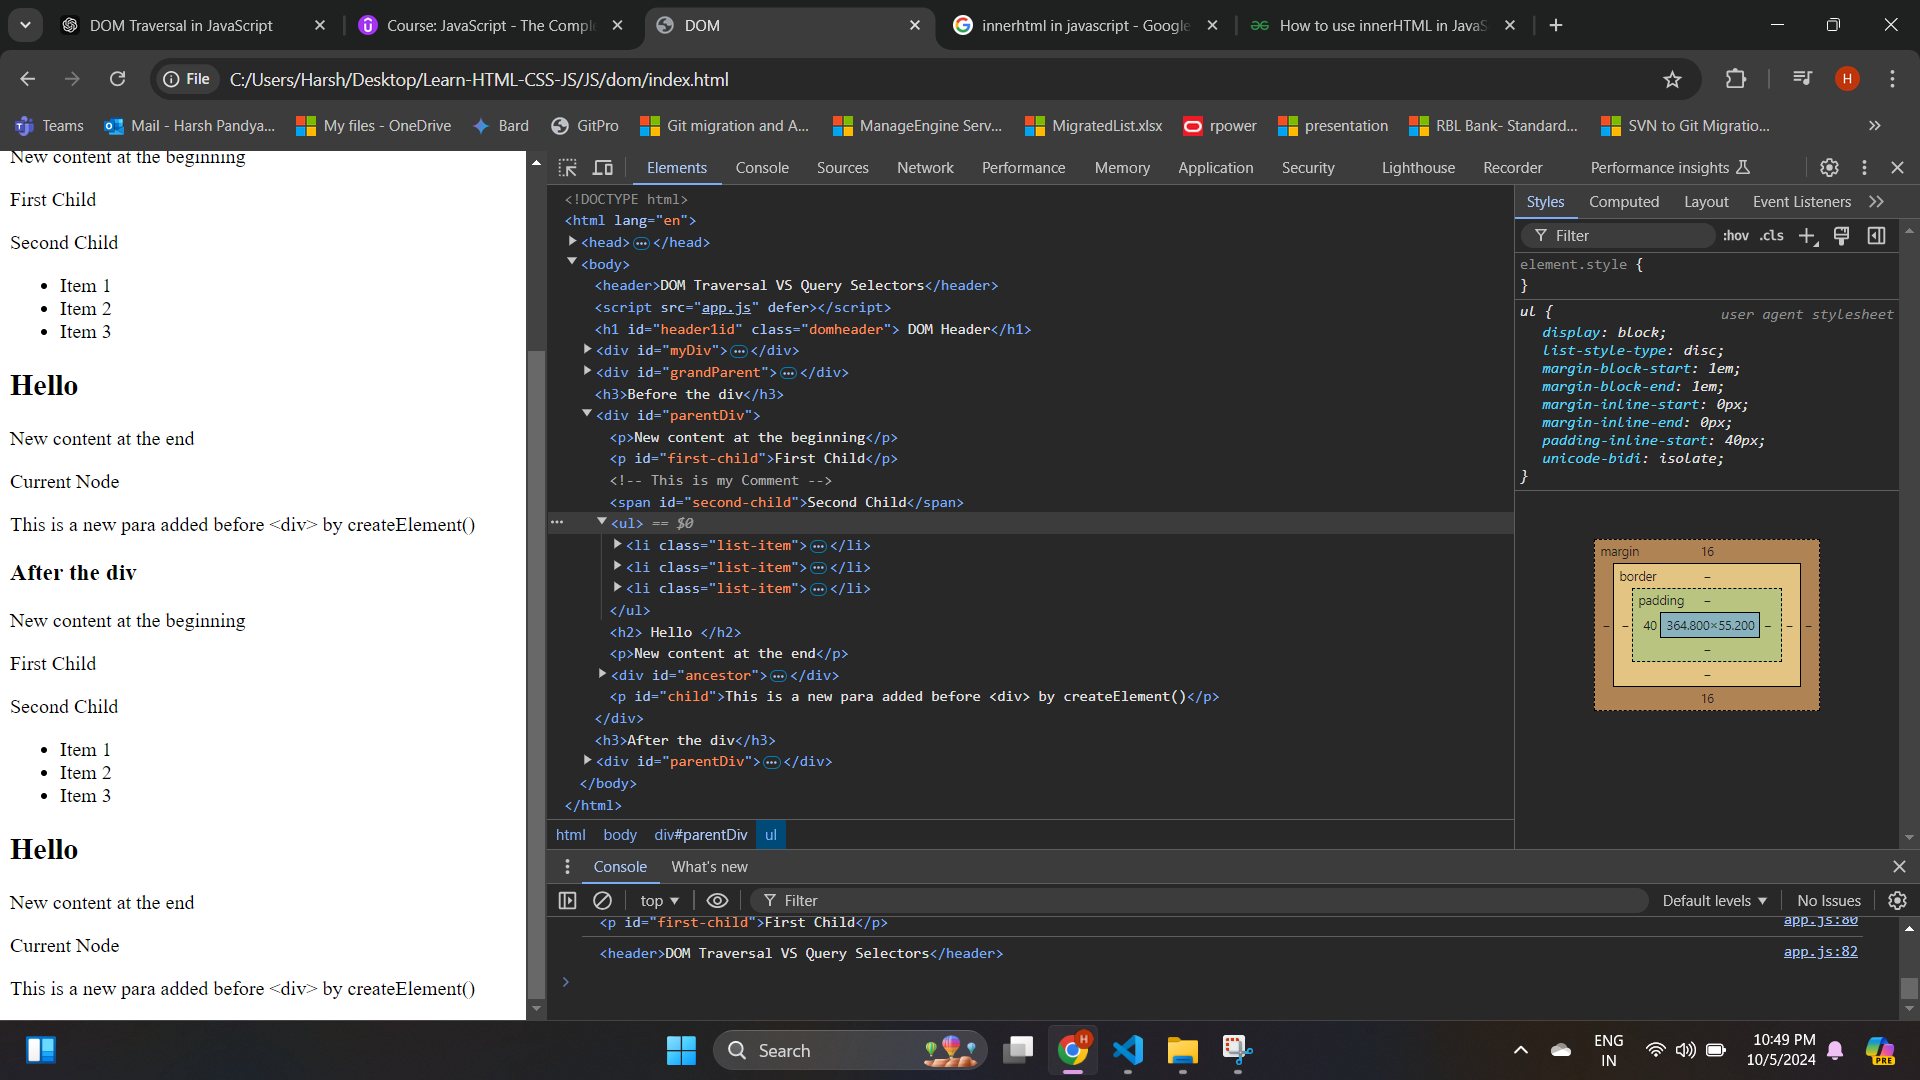 DOM Traversal in JavaScript
Course: JavaScript - The Comple
DOM
innerhtml in javascript - Google
How to use innerHTML in JavaS
File
C:/Users/Harsh/Desktop/Learn-HTML-CSS-JS/JS/dom/index.html
H
Teams
Mail - Harsh Pandya...
My files - OneDrive
Bard
GitPro
Git migration and A...
ManageEngine Serv...
MigratedList.xlsx
rpower
presentation
RBL Bank- Standard...
SVN to Git Migratio...
»
New content at the beginning
First Child
Second Child
• Item 1
• Item 2
• Item 3
Hello
New content at the end
Current Node
This is a new para added before <div> by createElement()
After the div
New content at the beginning
First Child
Second Child
• Item 1
• Item 2
• Item 3
Hello
New content at the end
Current Node
This is a new para added before <div> by createElement()
Elements Console Sources Network Performance Memory Application Security Lighthouse Recorder Performance insights
<!DOCTYPE html>
<html lang="en">
<head>…</head>
<body>
<header>DOM Traversal VS Query Selectors</header>
<script src="app.js" defer></script>
<h1 id="header1id" class="domheader"> DOM Header</h1>
<div id="myDiv">…</div>
<div id="grandParent">…</div>
<h3>Before the div</h3>
<div id="parentDiv">
<p>New content at the beginning</p>
<p id="first-child">First Child</p>
<!-- This is my Comment -->
<span id="second-child">Second Child</span>
<ul> == $0
<li class="list-item">…</li>
<li class="list-item">…</li>
<li class="list-item">…</li>
</ul>
<h2> Hello </h2>
<p>New content at the end</p>
<div id="ancestor">…</div>
<p id="child">This is a new para added before <div> by createElement()</p>
</div>
<h3>After the div</h3>
<div id="parentDiv">…</div>
</body>
</html>
html body div#parentDiv ul
Styles Computed Layout Event Listeners »
Filter :hov .cls
element.style {
}
ul { user agent stylesheet
display: block;
list-style-type: disc;
margin-block-start: 1em;
margin-block-end: 1em;
margin-inline-start: 0px;
margin-inline-end: 0px;
padding-inline-start: 40px;
unicode-bidi: isolate;
}
margin 16
border –
padding –
– – 40 364.800×55.200 – – –
–
–
16
Console What's new
top Filter Default levels No Issues
<p id="first-child">First Child</p> app.js:80
<header>DOM Traversal VS Query Selectors</header> app.js:82
Search
H
ENG
IN
10:49 PM
10/5/2024
PRE